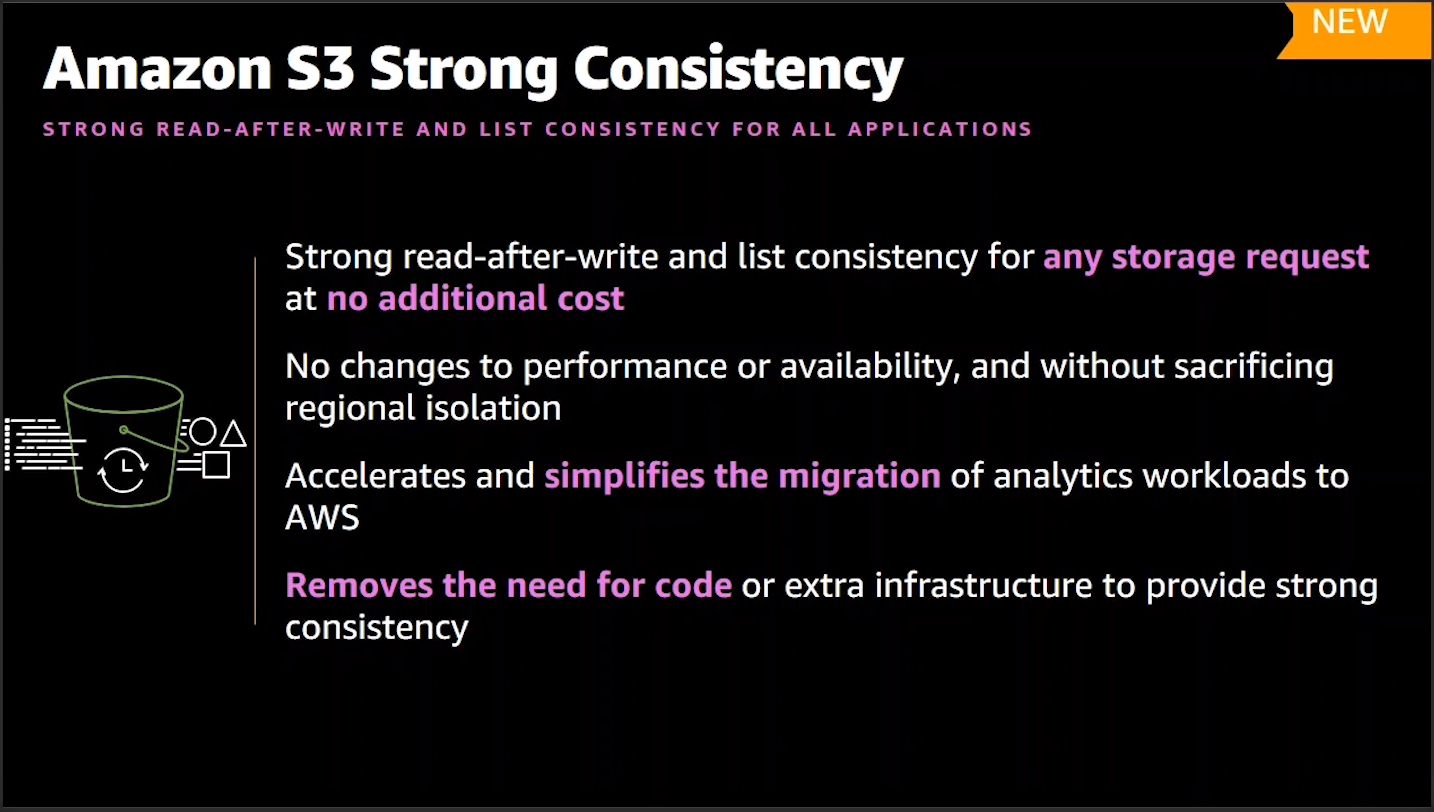 NEW
Amazon S3 Strong Consistency
STRONG READ-AFTER-WRITE AND LIST CONSISTENCY FOR ALL APPLICATIONS
Strong read-after-write and list consistency for any storage request
at no additional cost
No changes to performance or availability, and without sacrificing
regional isolation
Accelerates and simplifies the migration of analytics workloads to
AWS
Removes the need for code or extra infrastructure to provide strong
consistency